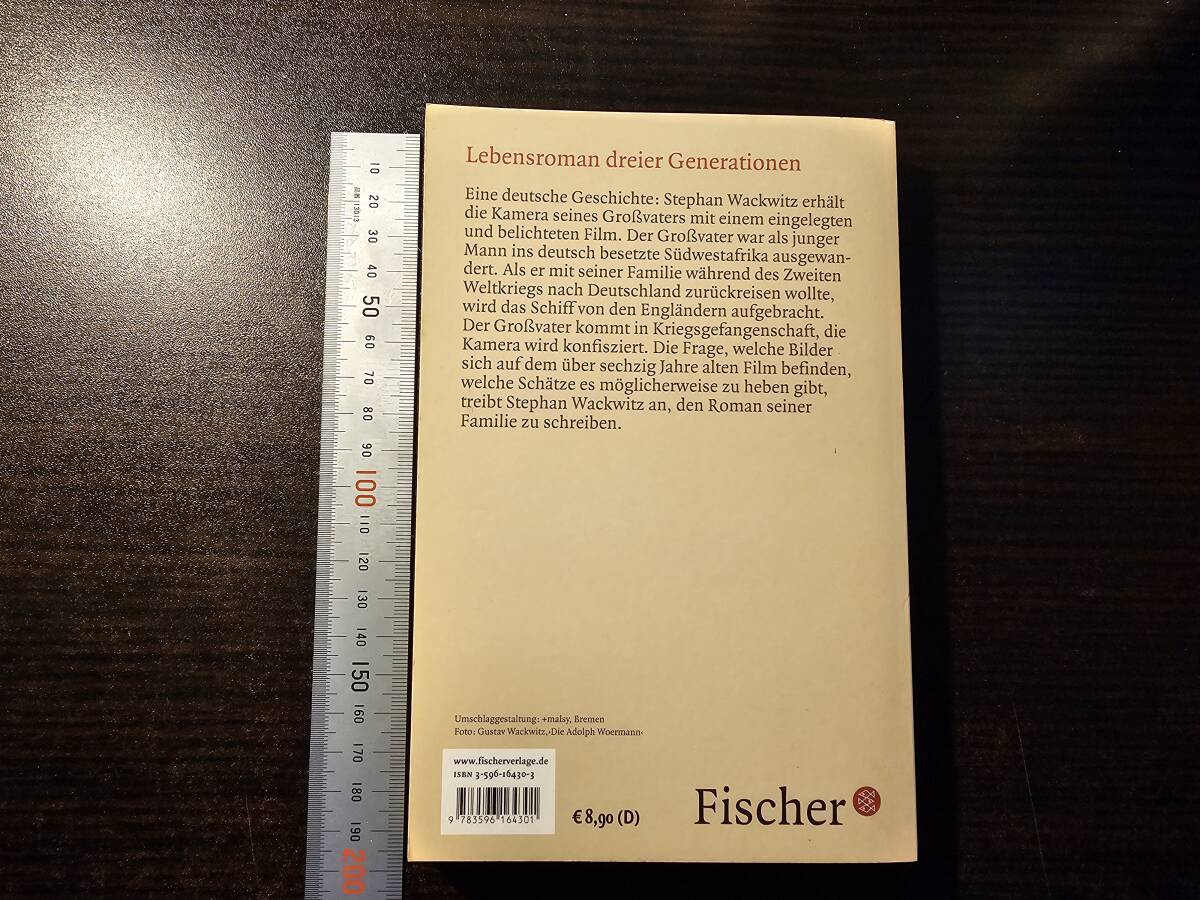 Lebensroman dreier Generationen
Eine deutsche Geschichte: Stephan Wackwitz erhält
die Kamera seines Großvaters mit einem eingelegten
und belichteten Film. Der Großvater war als junger
Mann ins deutsch besetzte Südwestafrika ausgewan-
dert. Als er mit seiner Familie während des Zweiten
Weltkriegs nach Deutschland zurückreisen wollte,
wird das Schiff von den Engländern aufgebracht.
Der Großvater kommt in Kriegsgefangenschaft, die
Kamera wird konfisziert. Die Frage, welche Bilder
sich auf dem über sechzig Jahre alten Film befinden,
welche Schätze es möglicherweise zu heben gibt,
treibt Stephan Wackwitz an, den Roman seiner
Familie zu schreiben.
Umschlaggestaltung: +malsy, Bremen
Foto: Gustav Wackwitz, ›Die Adolph Woermann‹
www.fischerverlage.de
ISBN 3-596-16430-3
9 783596 164301
€ 8,90 (D)
Fischer
10
品番 13013
20
30
40
50
60
70
80
90
100
110
120
130
140
150
160
170
180
190
200